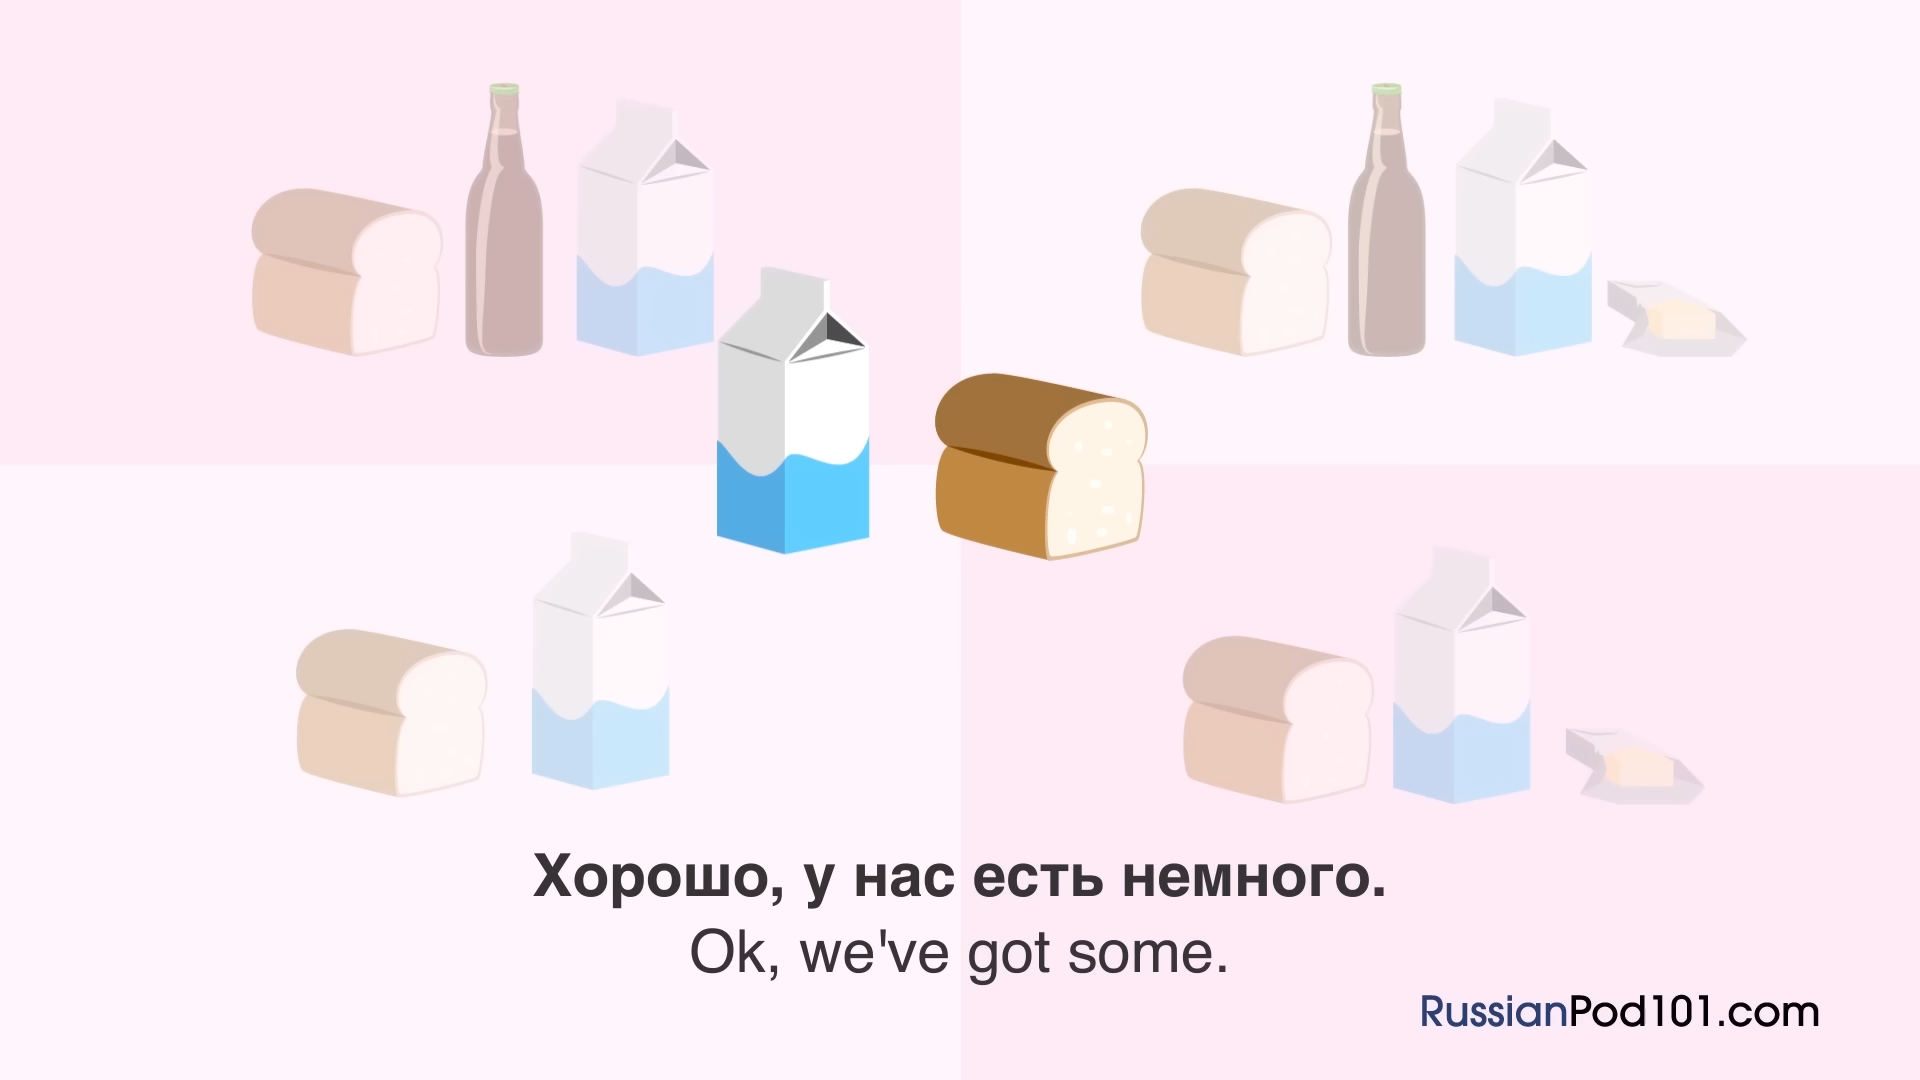 Хорошо, у нас есть немного.
Ok, we've got some.
RussianPod101.com